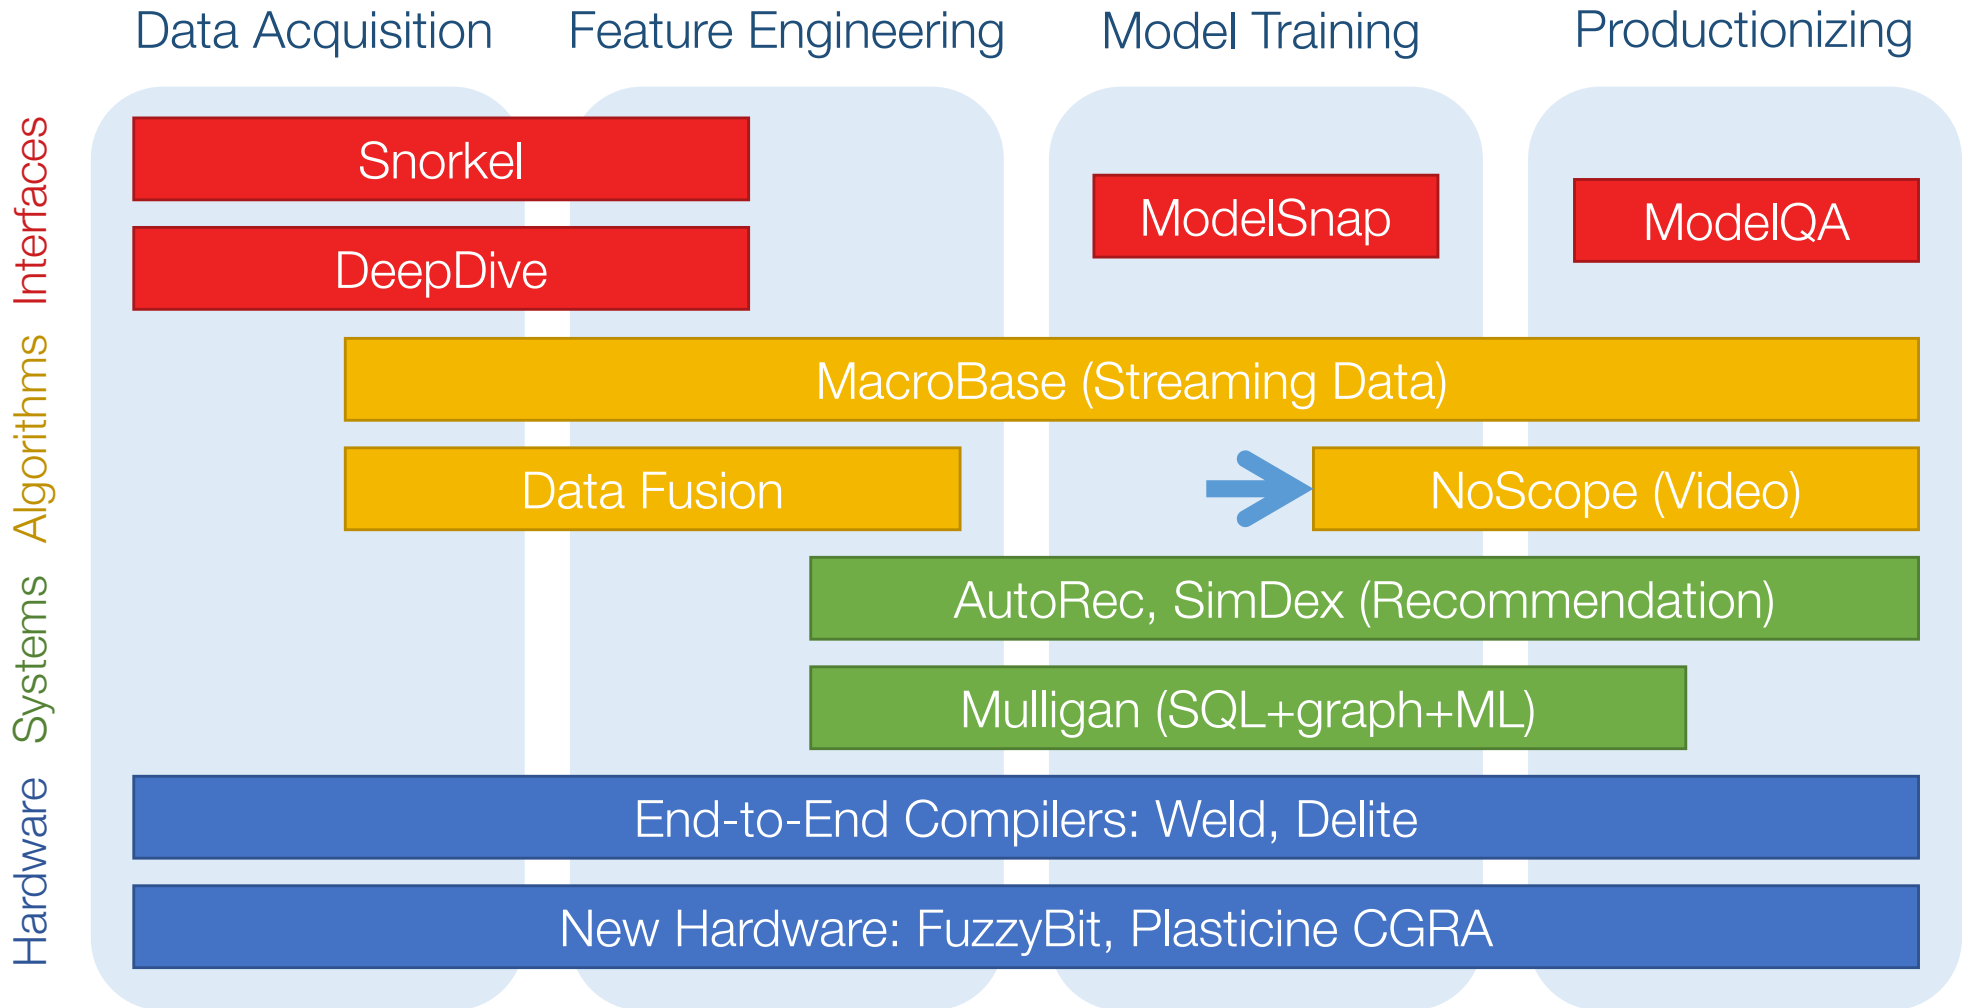 Data Acquisition
Feature Engineering
Model Training
Productionizing
Interfaces
Snorkel
DeepDive
ModelSnap
ModelQA
Algorithms
MacroBase (Streaming Data)
Data Fusion
NoScope (Video)
Systems
AutoRec, SimDex (Recommendation)
Mulligan (SQL+graph+ML)
Hardware
End-to-End Compilers: Weld, Delite
New Hardware: FuzzyBit, Plasticine CGRA